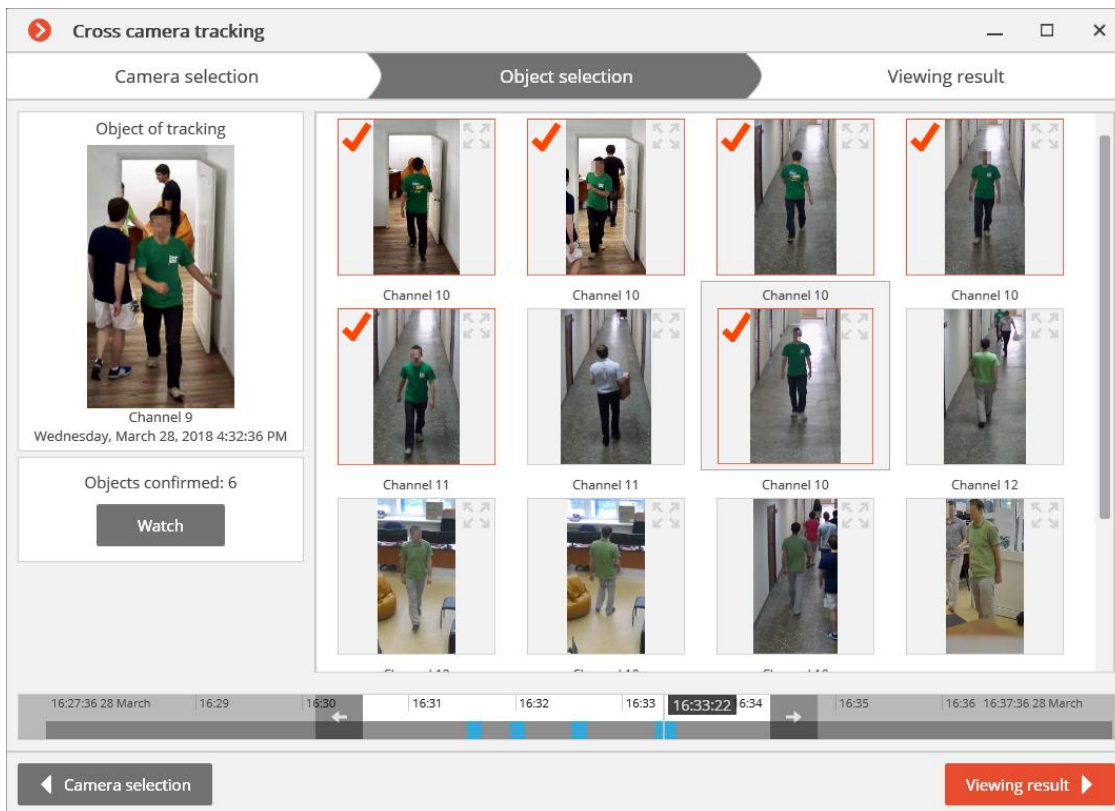 Cross camera tracking
Camera selection
Object selection
Viewing result
Object of tracking
Channel 9
Wednesday, March 28, 2018 4:32:36 PM
Objects confirmed: 6
Watch
Channel 10
Channel 10
Channel 10
Channel 10
Channel 11
Channel 11
Channel 10
Channel 12
16:27:36 28 March
16:29
16:30
16:31
16:32
16:33
16:33:22
6:34
16:35
16:36
16:37:36 28 March
Camera selection
Viewing result